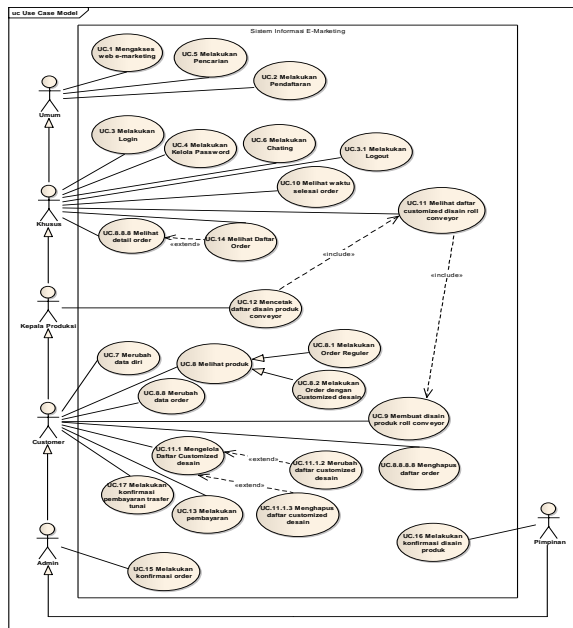 uc Use Case Model
Sistem Informasi E-Marketing
UC.1 Mengakses
web e-marketing
UC.5 Melakukan
Pencarian
UC.2 Melakukan
Pendaftaran
Umum
UC.3 Melakukan
Login
UC.4 Melakukan
Kelola Password
UC.6 Melakukan
Chating
UC.3.1 Melakukan
Logout
UC.10 Melihat waktu
selesai order
UC.11 Melihat daftar
customized disain roll
conveyor
Khusus
UC.8.8.8 Melihat
detail order
«extend»
UC.14 Melihat Daftar
Order
«include»
«include»
UC.12 Mencetak
daftar disain produk
conveyor
Kepala Produksi
UC.7 Merubah
data diri
UC.8 Melihat produk
UC.8.1 Melakukan
Order Reguler
UC.8.2 Melakukan
Order dengan
Customized desain
UC.8.8 Merubah
data order
UC.9 Membuat disain
produk roll conveyor
Customer
UC.11.1 Mengelola
Daftar Customized
desain
«extend»
UC.11.1.2 Merubah
daftar customized
desain
UC.8.8.8.8 Menghapus
daftar order
UC.17 Melakukan
konfirmasi
pembayaran trasfer
tunai
«extend»
UC.13 Melakukan
pembayaran
UC.11.1.3 Menghapus
daftar customized
desain
UC.16 Melakukan
konfirmasi disain
produk
Pimpinan
Admin
UC.15 Melakukan
konfirmasi order